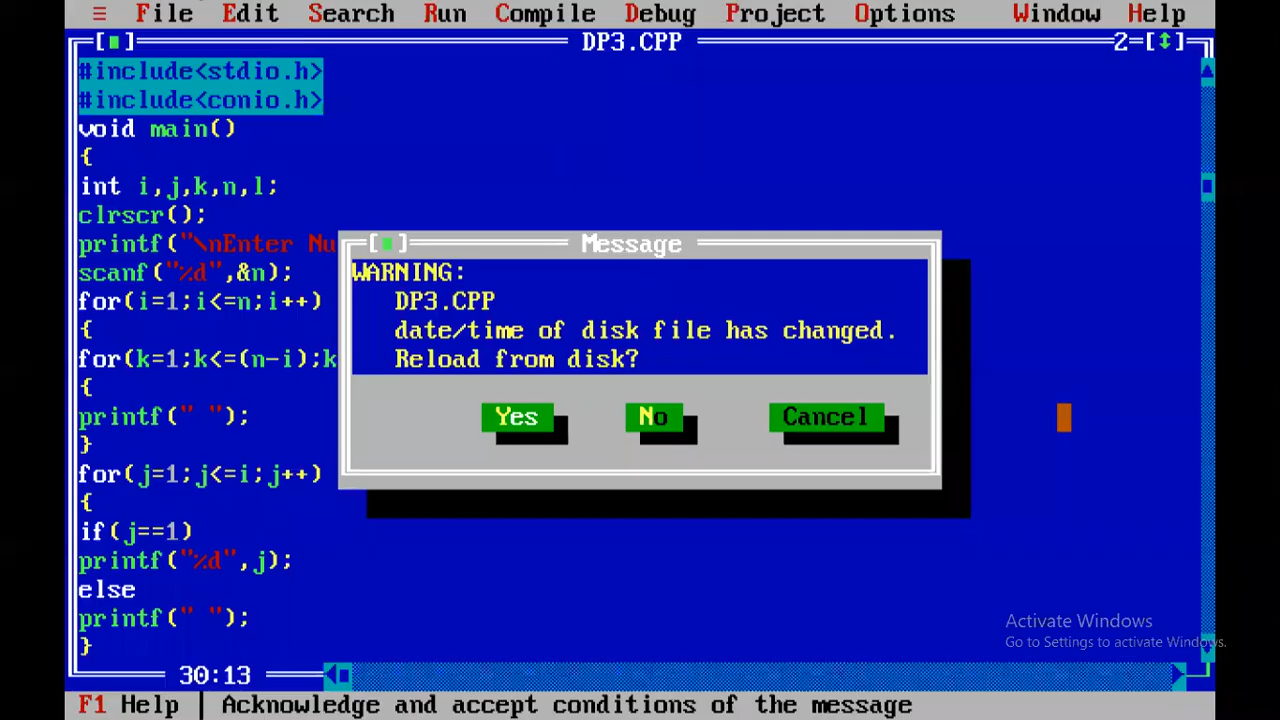 ≡ File Edit Search Run Compile Debug Project Options Window Help
DP3.CPP 2
#include<stdio.h>
#include<conio.h>
void main()
{
int i,j,k,n,l;
clrscr();
printf("\nEnter Nu
scanf("%d",&n);
for(i=1;i<=n;i++)
{
for(k=1;k<=(n-i);k
{
printf(" ");
}
for(j=1;j<=i;j++)
{
if(j==1)
printf("%d",j);
else
printf(" ");
}
Message
WARNING:
DP3.CPP
date/time of disk file has changed.
Reload from disk?
Yes No Cancel
Activate Windows
Go to Settings to activate Windows.
30:13
F1 Help Acknowledge and accept conditions of the message